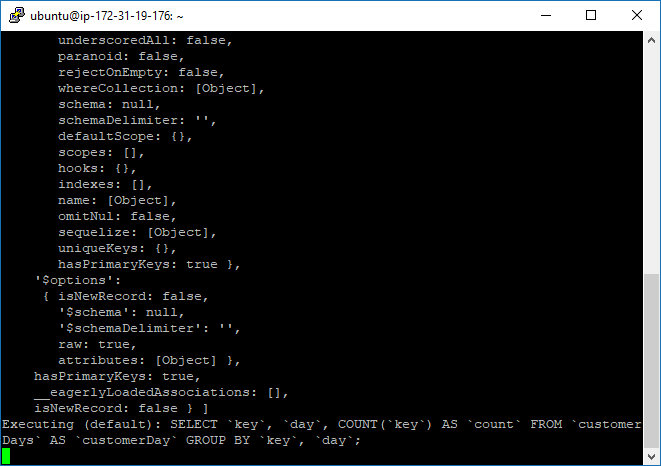 ubuntu@ip-172-31-19-176: ~
underscoredAll: false,
paranoid: false,
rejectOnEmpty: false,
whereCollection: [Object],
schema: null,
schemaDelimiter: '',
defaultScope: {},
scopes: [],
hooks: {},
indexes: [],
name: [Object],
omitNul: false,
sequelize: [Object],
uniqueKeys: {},
hasPrimaryKeys: true },
'$options':
{ isNewRecord: false,
'$schema': null,
'$schemaDelimiter': '',
raw: true,
attributes: [Object] },
hasPrimaryKeys: true,
__eagerlyLoadedAssociations: [],
isNewRecord: false } ]
Executing (default): SELECT `key`, `day`, COUNT(`key`) AS `count` FROM `customer
Days` AS `customerDay` GROUP BY `key`, `day`;